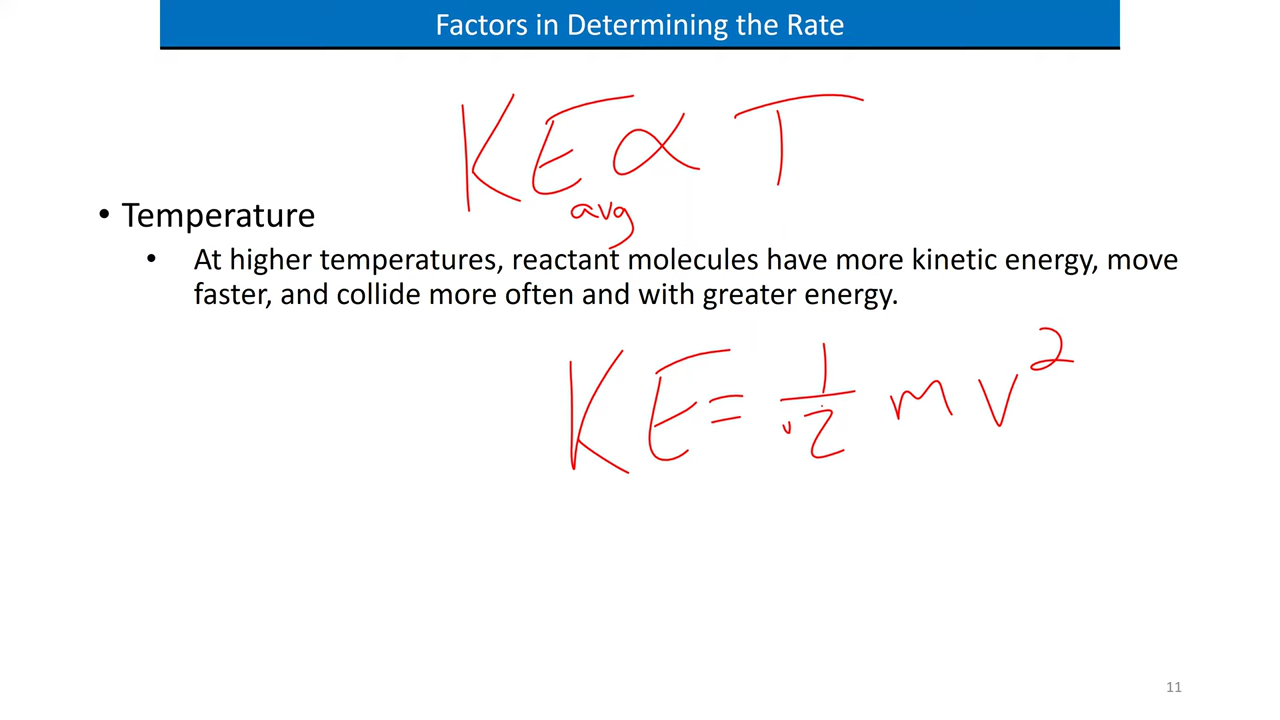 Factors in Determining the Rate
KE avg ∝ T
• Temperature
• At higher temperatures, reactant molecules have more kinetic energy, move
faster, and collide more often and with greater energy.
KE = 1/2 mv²
11